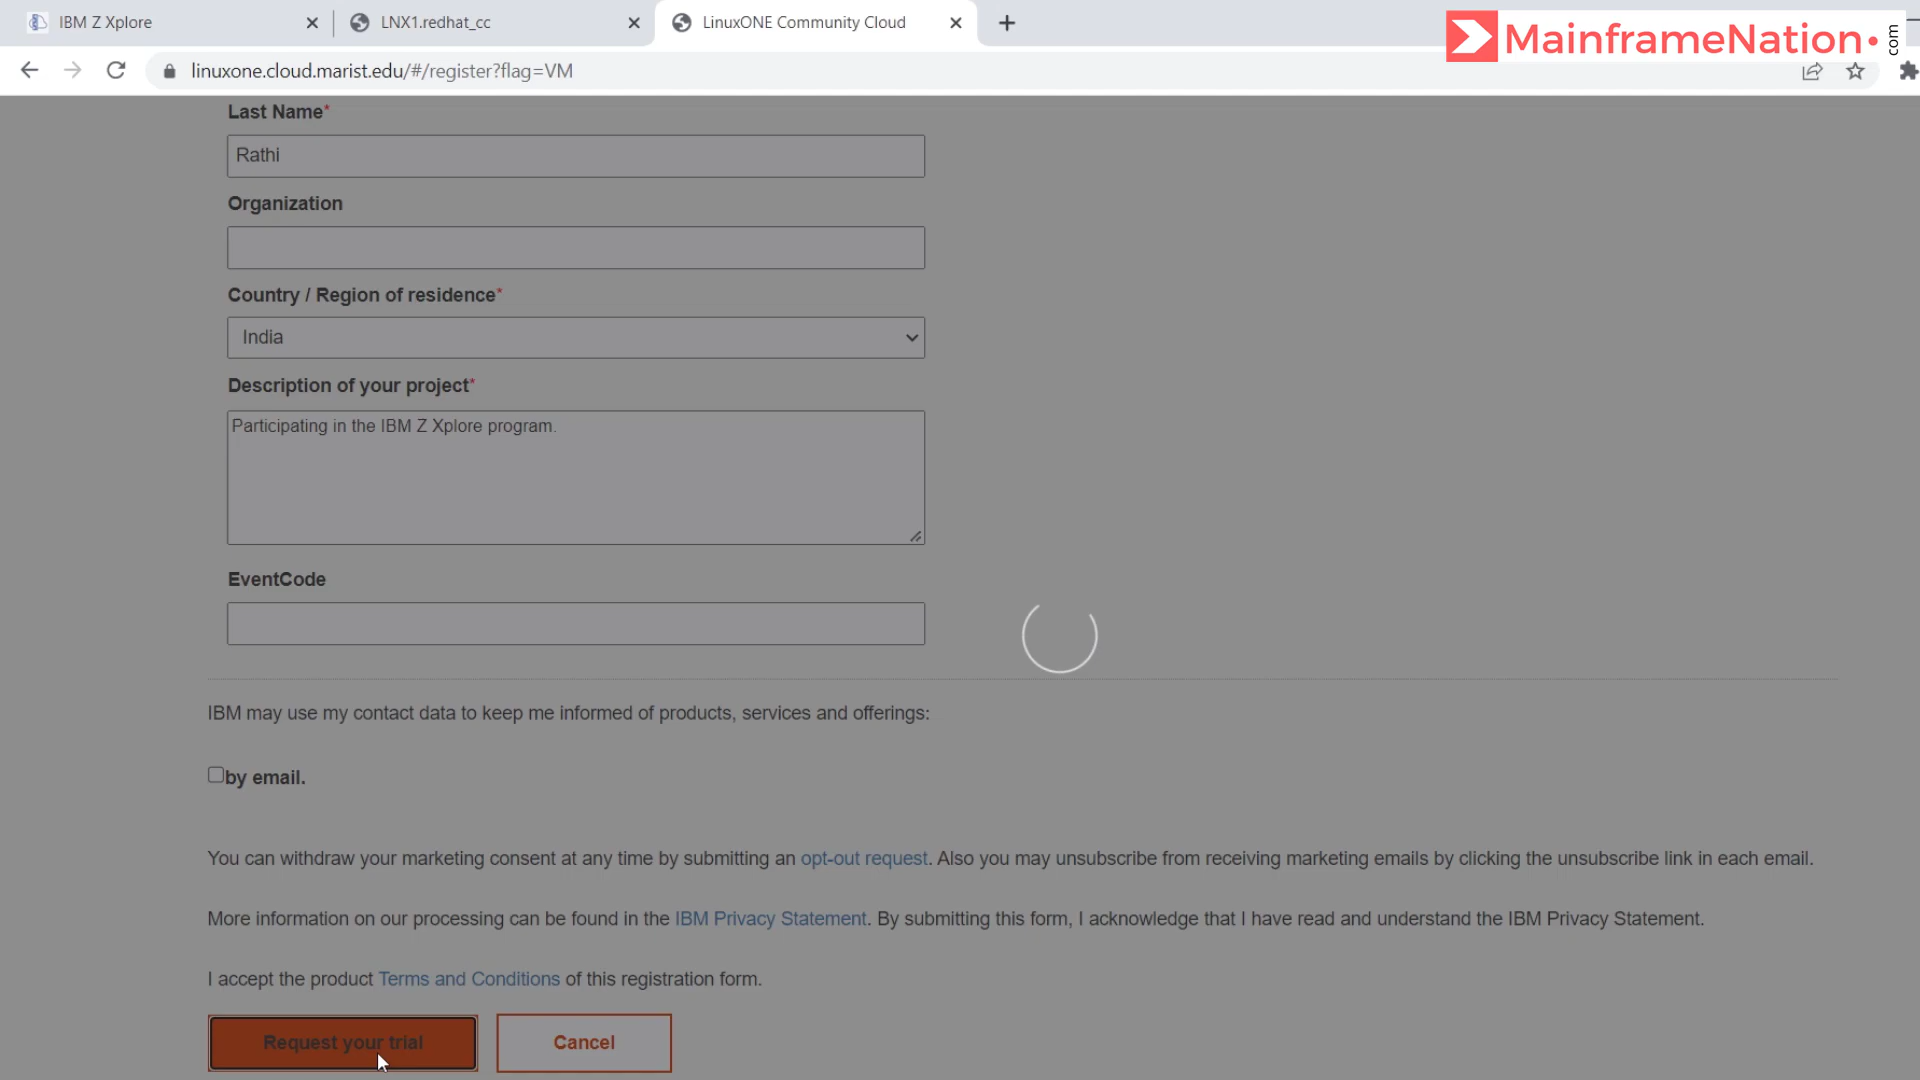 IBM Z Xplore
LNX1.redhat_cc
LinuxONE Community Cloud
MainframeNation
.com
linuxone.cloud.marist.edu/#/register?flag=VM
Last Name*
Rathi
Organization
Country / Region of residence*
India
Description of your project*
Participating in the IBM Z Xplore program.
EventCode
IBM may use my contact data to keep me informed of products, services and offerings:
by email.
You can withdraw your marketing consent at any time by submitting an opt-out request. Also you may unsubscribe from receiving marketing emails by clicking the unsubscribe link in each email.
More information on our processing can be found in the IBM Privacy Statement. By submitting this form, I acknowledge that I have read and understand the IBM Privacy Statement.
I accept the product Terms and Conditions of this registration form.
Request your trial
Cancel